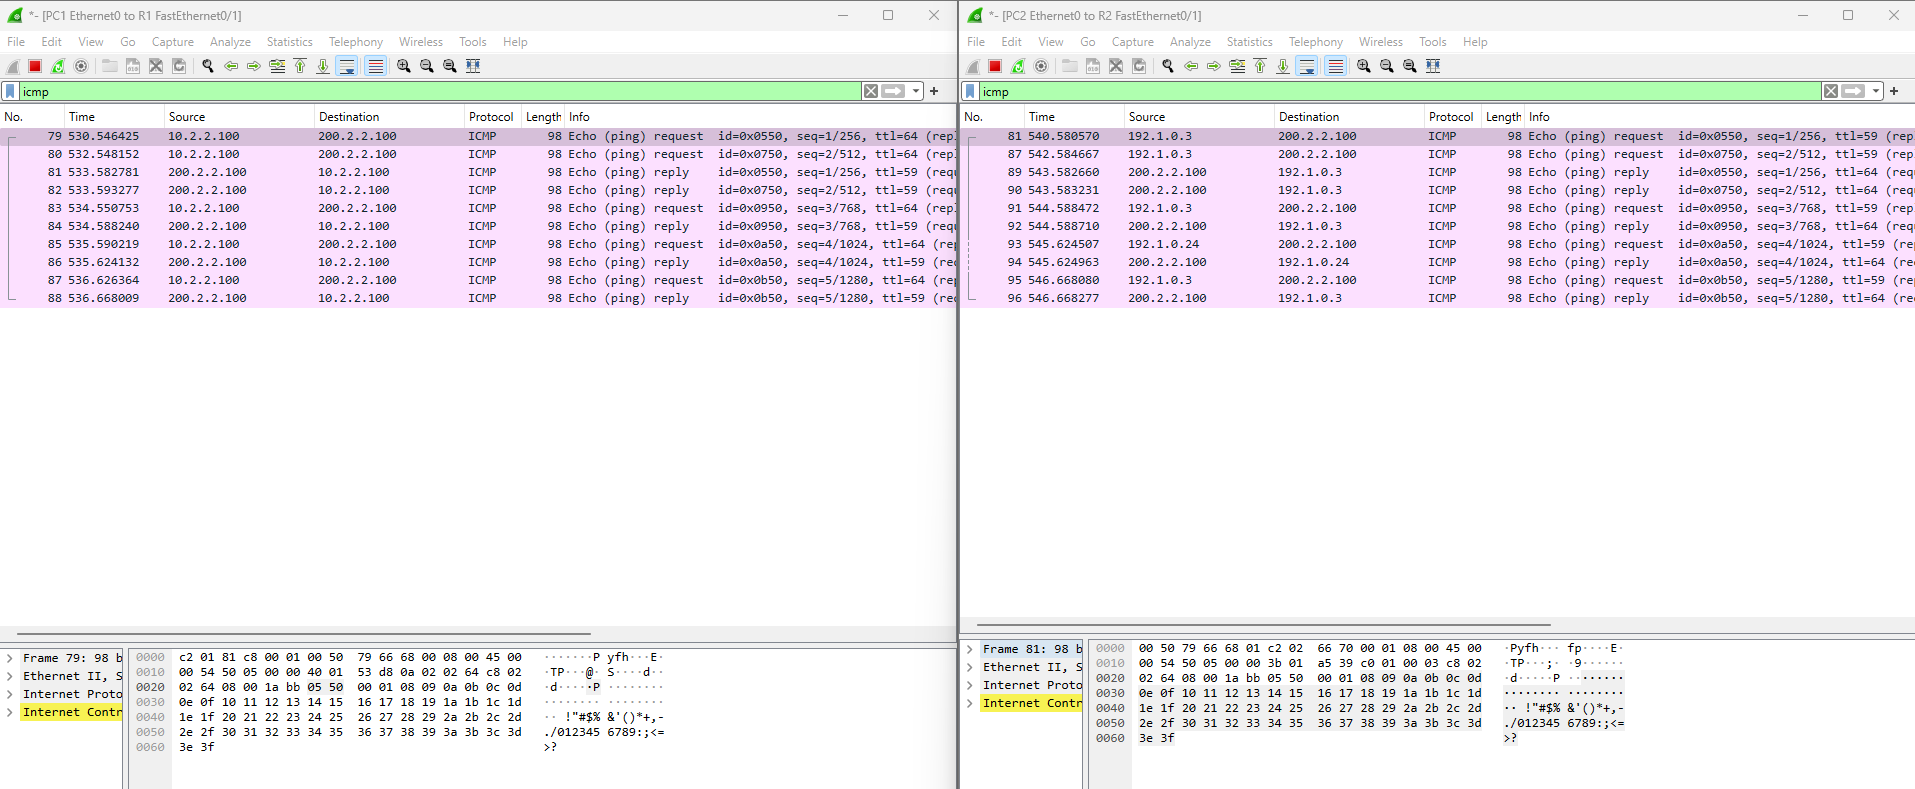 *- [PC1 Ethernet0 to R1 FastEthernet0/1]
File Edit View Go Capture Analyze Statistics Telephony Wireless Tools Help
icmp
No. Time Source Destination Protocol Length Info
79 530.546425 10.2.2.100 200.2.2.100 ICMP 98 Echo (ping) request id=0x0550, seq=1/256, ttl=64 (repl
80 532.548152 10.2.2.100 200.2.2.100 ICMP 98 Echo (ping) request id=0x0750, seq=2/512, ttl=64 (repl
81 533.582781 200.2.2.100 10.2.2.100 ICMP 98 Echo (ping) reply id=0x0550, seq=1/256, ttl=59 (requ
82 533.593277 200.2.2.100 10.2.2.100 ICMP 98 Echo (ping) reply id=0x0750, seq=2/512, ttl=59 (requ
83 534.550753 10.2.2.100 200.2.2.100 ICMP 98 Echo (ping) request id=0x0950, seq=3/768, ttl=64 (repl
84 534.588240 200.2.2.100 10.2.2.100 ICMP 98 Echo (ping) reply id=0x0950, seq=3/768, ttl=59 (requ
85 535.590219 10.2.2.100 200.2.2.100 ICMP 98 Echo (ping) request id=0x0a50, seq=4/1024, ttl=64 (rep
86 535.624132 200.2.2.100 10.2.2.100 ICMP 98 Echo (ping) reply id=0x0a50, seq=4/1024, ttl=59 (req
87 536.626364 10.2.2.100 200.2.2.100 ICMP 98 Echo (ping) request id=0x0b50, seq=5/1280, ttl=64 (rep
88 536.668009 200.2.2.100 10.2.2.100 ICMP 98 Echo (ping) reply id=0x0b50, seq=5/1280, ttl=59 (req
Frame 79: 98 b
Ethernet II, S
Internet Proto
Internet Contr
0000 c2 01 81 c8 00 01 00 50 79 66 68 00 08 00 45 00 ·······P yfh···E·
0010 00 54 50 05 00 00 40 01 53 d8 0a 02 02 64 c8 02 ·TP···@· S····d··
0020 02 64 08 00 1a bb 05 50 00 01 08 09 0a 0b 0c 0d ·d·····P ········
0030 0e 0f 10 11 12 13 14 15 16 17 18 19 1a 1b 1c 1d ········ ········
0040 1e 1f 20 21 22 23 24 25 26 27 28 29 2a 2b 2c 2d ·· !"#$% &'()*+,-
0050 2e 2f 30 31 32 33 34 35 36 37 38 39 3a 3b 3c 3d ./012345 6789:;<=
0060 3e 3f >?
*- [PC2 Ethernet0 to R2 FastEthernet0/1]
File Edit View Go Capture Analyze Statistics Telephony Wireless Tools Help
icmp
No. Time Source Destination Protocol Length Info
81 540.580570 192.1.0.3 200.2.2.100 ICMP 98 Echo (ping) request id=0x0550, seq=1/256, ttl=59 (rep
87 542.584667 192.1.0.3 200.2.2.100 ICMP 98 Echo (ping) request id=0x0750, seq=2/512, ttl=59 (rep
89 543.582660 200.2.2.100 192.1.0.3 ICMP 98 Echo (ping) reply id=0x0550, seq=1/256, ttl=64 (req
90 543.583231 200.2.2.100 192.1.0.3 ICMP 98 Echo (ping) reply id=0x0750, seq=2/512, ttl=64 (req
91 544.588472 192.1.0.3 200.2.2.100 ICMP 98 Echo (ping) request id=0x0950, seq=3/768, ttl=59 (rep
92 544.588710 200.2.2.100 192.1.0.3 ICMP 98 Echo (ping) reply id=0x0950, seq=3/768, ttl=64 (req
93 545.624507 192.1.0.24 200.2.2.100 ICMP 98 Echo (ping) request id=0x0a50, seq=4/1024, ttl=59 (re
94 545.624963 200.2.2.100 192.1.0.24 ICMP 98 Echo (ping) reply id=0x0a50, seq=4/1024, ttl=64 (re
95 546.668080 192.1.0.3 200.2.2.100 ICMP 98 Echo (ping) request id=0x0b50, seq=5/1280, ttl=59 (re
96 546.668277 200.2.2.100 192.1.0.3 ICMP 98 Echo (ping) reply id=0x0b50, seq=5/1280, ttl=64 (re
Frame 81: 98 b
Ethernet II, S
Internet Proto
Internet Contr
0000 00 50 79 66 68 01 c2 02 66 70 00 01 08 00 45 00 ·Pyfh··· fp····E·
0010 00 54 50 05 00 00 3b 01 a5 39 c0 01 00 03 c8 02 ·TP···;· ·9······
0020 02 64 08 00 1a bb 05 50 00 01 08 09 0a 0b 0c 0d ·d·····P ········
0030 0e 0f 10 11 12 13 14 15 16 17 18 19 1a 1b 1c 1d ········ ········
0040 1e 1f 20 21 22 23 24 25 26 27 28 29 2a 2b 2c 2d ·· !"#$% &'()*+,-
0050 2e 2f 30 31 32 33 34 35 36 37 38 39 3a 3b 3c 3d ./012345 6789:;<=
0060 3e 3f >?